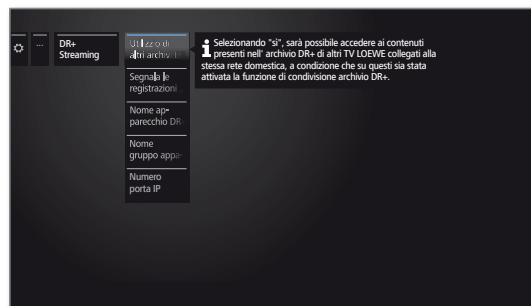 ...
DR+
Streaming
Utilizzo di
altri archivi
Segnala le
registrazioni
Nome ap-
parecchio DR
Nome
gruppo appa-
Numero
porta IP
Selezionando "sì", sarà possibile accedere ai contenuti
presenti nell' archivio DR+ di altri TV LOEWE collegati alla
stessa rete domestica, a condizione che su questi sia stata
attivata la funzione di condivisione archivio DR+.